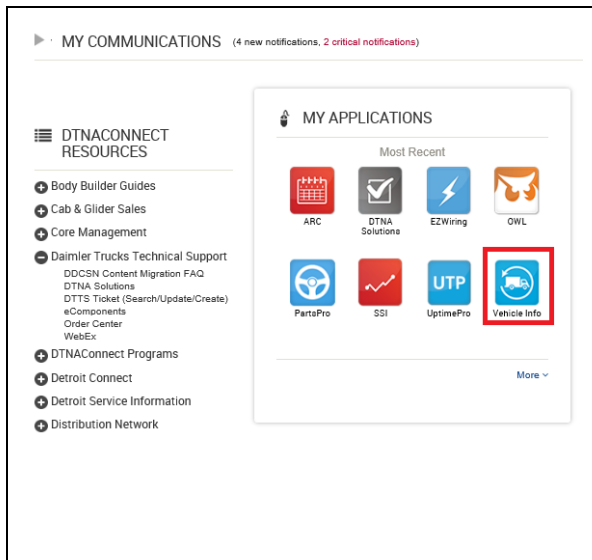 MY COMMUNICATIONS (4 new notifications, 2 critical notifications)
DTNACONNECT
RESOURCES
Body Builder Guides
Cab & Glider Sales
Core Management
Daimler Trucks Technical Support
DDCSN Content Migration FAQ
DTNA Solutions
DTTS Ticket (Search/Update/Create)
eComponents
Order Center
WebEx
DTNAConnect Programs
Detroit Connect
Detroit Service Information
Distribution Network
MY APPLICATIONS
Most Recent
ARC
DTNA
Solutions
EZWiring
OWL
UTP
PartsPro
SSI
UptimePro
Vehicle Info
More